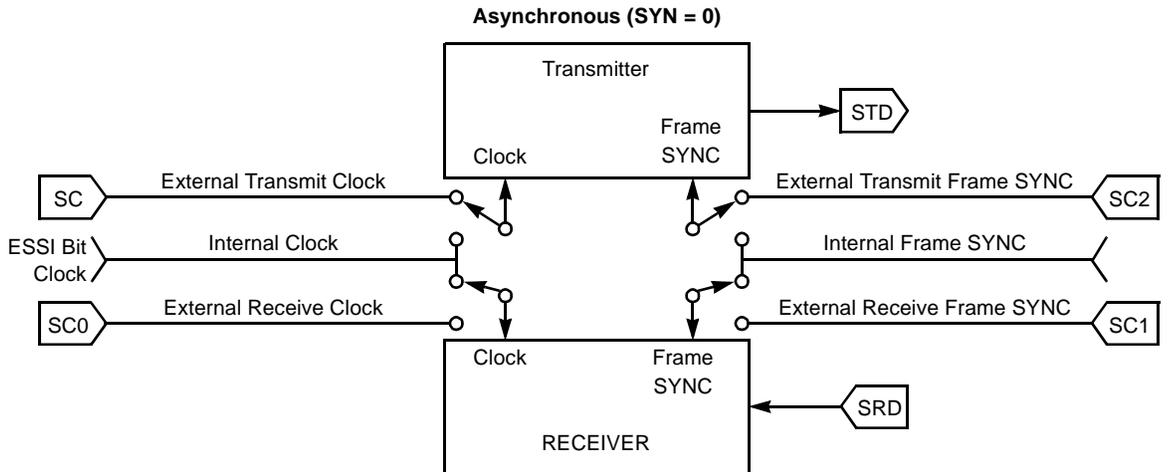 Asynchronous (SYN = 0)
Transmitter
STD
Frame
SYNC
Clock
SC
External Transmit Clock
External Transmit Frame SYNC
SC2
ESSI Bit
Clock
Internal Clock
Internal Frame SYNC
SC0
External Receive Clock
External Receive Frame SYNC
SC1
Clock
Frame
SYNC
SRD
RECEIVER